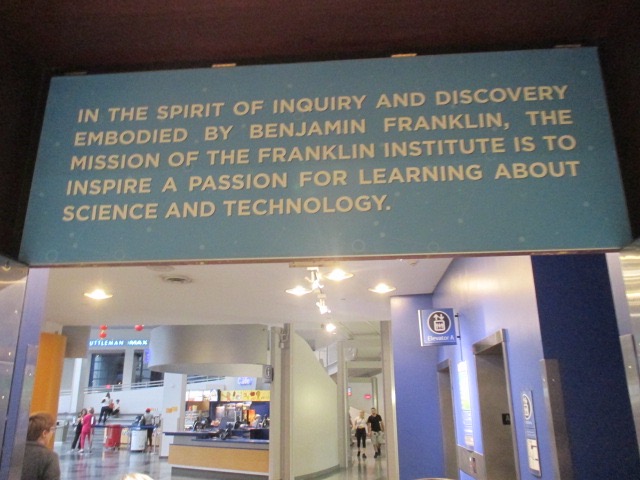 IN THE SPIRIT OF INQUIRY AND DISCOVERY
EMBODIED BY BENJAMIN FRANKLIN, THE
MISSION OF THE FRANKLIN INSTITUTE IS TO
INSPIRE A PASSION FOR LEARNING ABOUT
SCIENCE AND TECHNOLOGY.
Elevator A